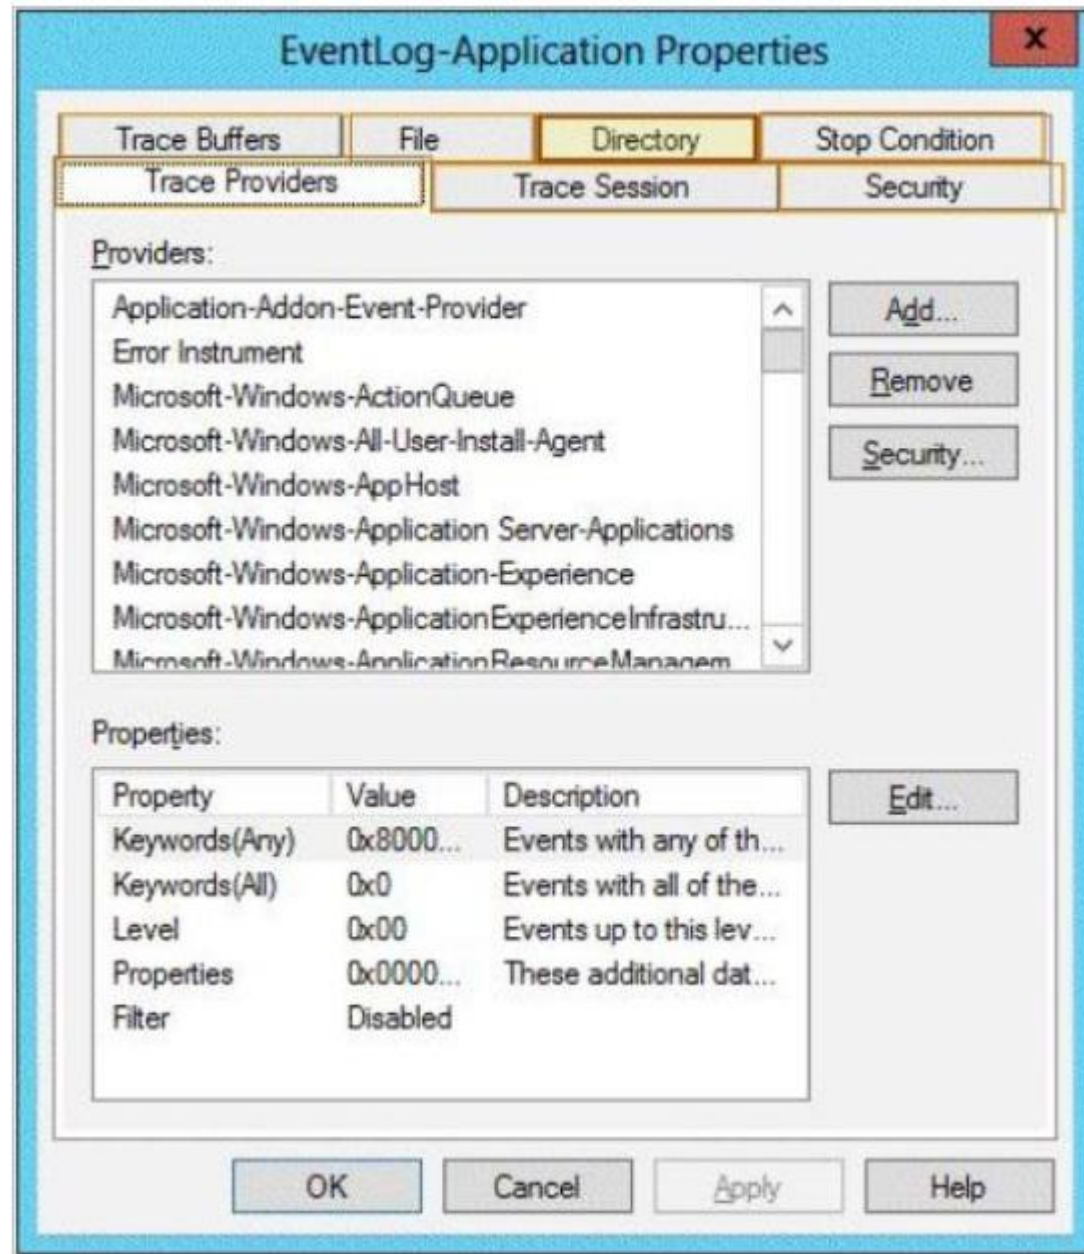 EventLog-Application Properties
x
Trace Buffers File Directory Stop Condition
Trace Providers Trace Session Security
Providers:
Application-Addon-Event-Provider
Error Instrument
Microsoft-Windows-ActionQueue
Microsoft-Windows-All-User-Install-Agent
Microsoft-Windows-AppHost
Microsoft-Windows-Application Server-Applications
Microsoft-Windows-Application-Experience
Microsoft-Windows-ApplicationExperienceInfrastru...
Microsoft-Windows-ApplicationResourceManagem
Add...
Remove
Security...
Properties:
Property Value Description
Keywords(Any) 0x8000... Events with any of th...
Keywords(All) 0x0 Events with all of the...
Level 0x00 Events up to this lev...
Properties 0x0000... These additional dat...
Filter Disabled
Edit...
OK Cancel Apply Help